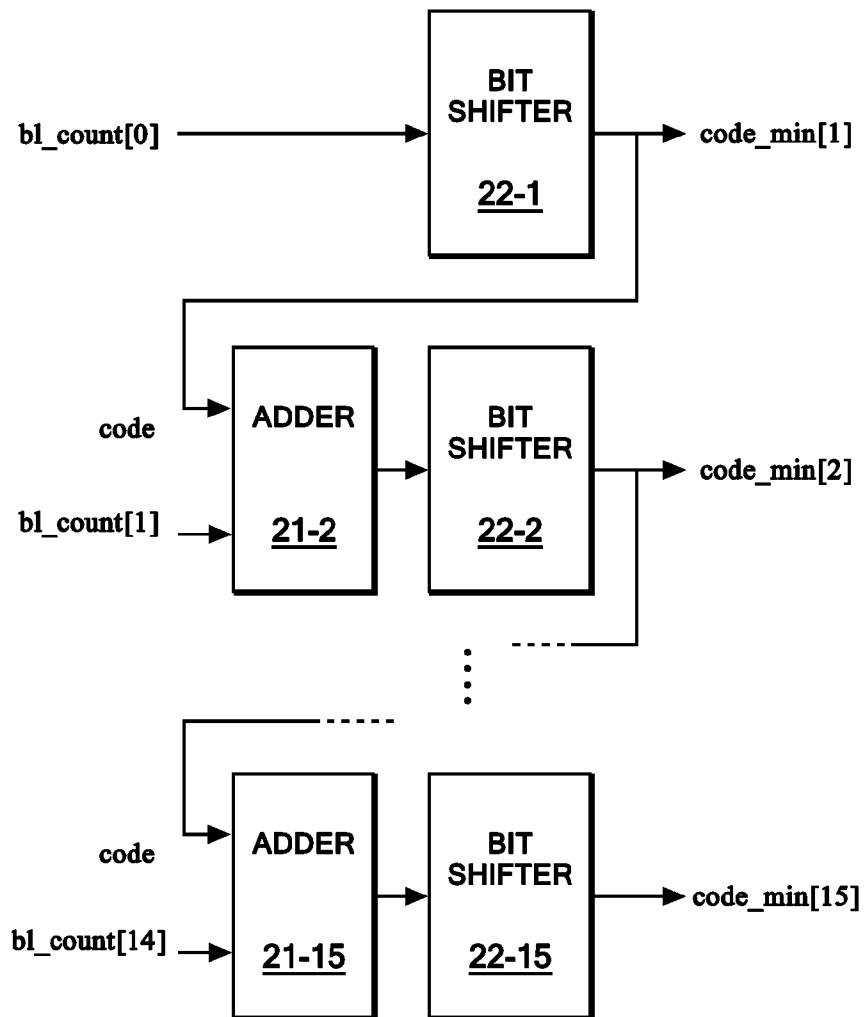 BIT
SHIFTER
bl_count[0]
code_min[1]
22-1
ADDER
BIT
SHIFTER
code
code_min[2]
bl_count[1]
21-2
22-2
ADDER
BIT
SHIFTER
code
code_min[15]
bl_count[14]
21-15
22-15